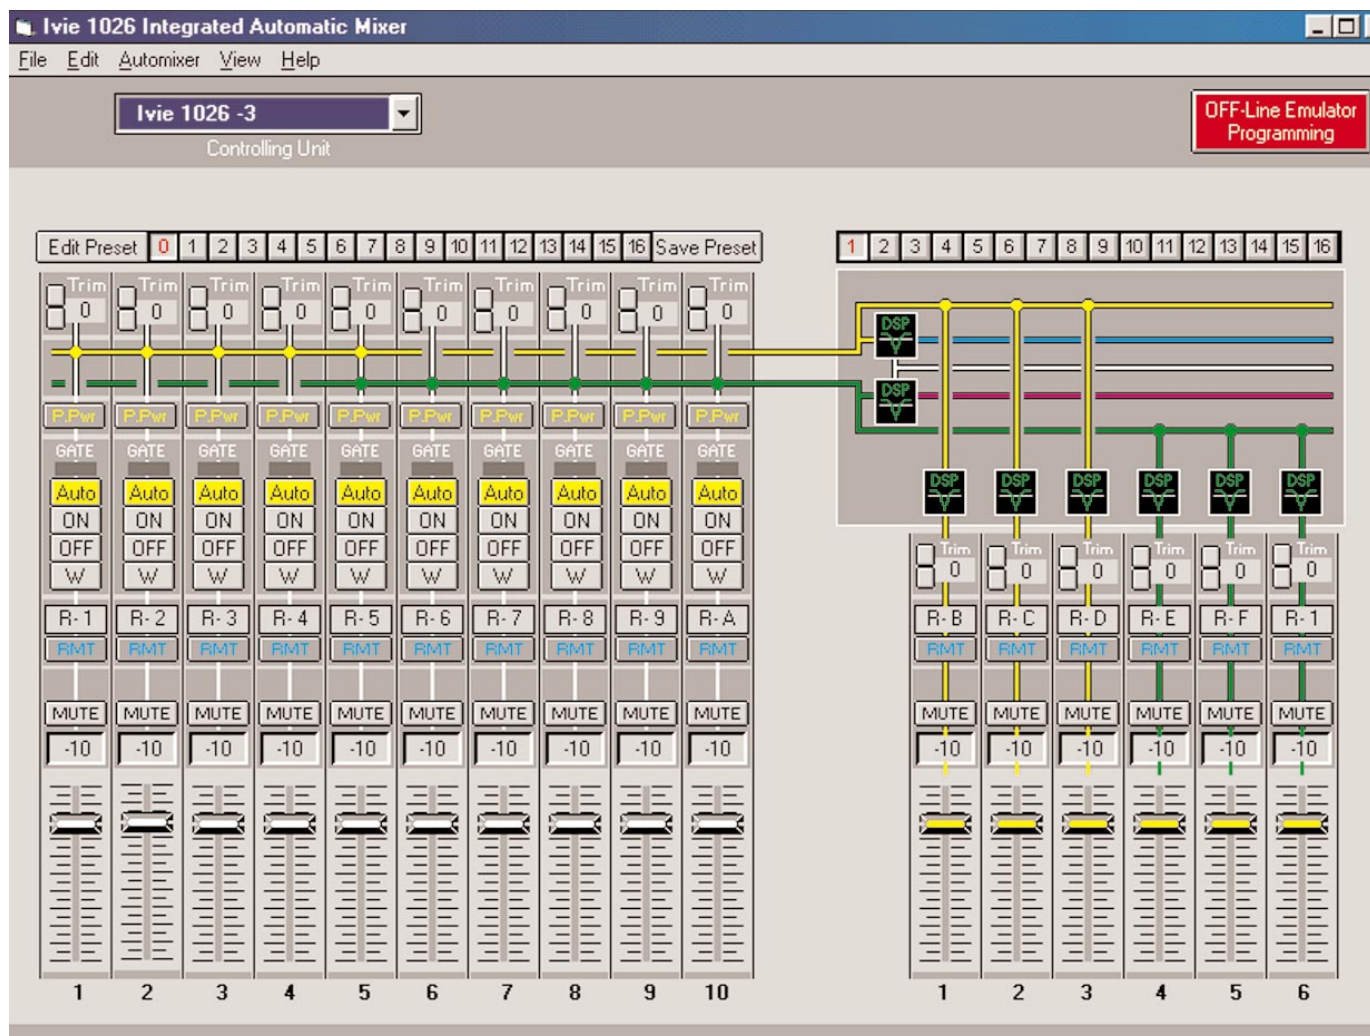 Ivie 1026 Integrated Automatic Mixer
File Edit Automixer View Help
Ivie 1026 -3
Controlling Unit
OFF-Line Emulator
Programming
Edit Preset 0 1 2 3 4 5 6 7 8 9 10 11 12 13 14 15 16 Save Preset
1 2 3 4 5 6 7 8 9 10 11 12 13 14 15 16
Trim Trim Trim Trim Trim Trim Trim Trim Trim Trim
0 0 0 0 0 0 0 0 0 0
DSP
DSP
P.Pwr P.Pwr P.Pwr P.Pwr P.Pwr P.Pwr P.Pwr P.Pwr P.Pwr P.Pwr
GATE GATE GATE GATE GATE GATE GATE GATE GATE GATE
Auto Auto Auto Auto Auto Auto Auto Auto Auto Auto
DSP DSP DSP DSP DSP DSP
ON ON ON ON ON ON ON ON ON ON
OFF OFF OFF OFF OFF OFF OFF OFF OFF OFF
Trim Trim Trim Trim Trim Trim
W W W W W W W W W W
0 0 0 0 0 0
R-1 R-2 R-3 R-4 R-5 R-6 R-7 R-8 R-9 R-A
R-B R-C R-D R-E R-F R-1
RMT RMT RMT RMT RMT RMT RMT RMT RMT RMT
RMT RMT RMT RMT RMT RMT
MUTE MUTE MUTE MUTE MUTE MUTE MUTE MUTE MUTE MUTE
MUTE MUTE MUTE MUTE MUTE MUTE
-10 -10 -10 -10 -10 -10 -10 -10 -10 -10
-10 -10 -10 -10 -10 -10
1 2 3 4 5 6 7 8 9 10
1 2 3 4 5 6